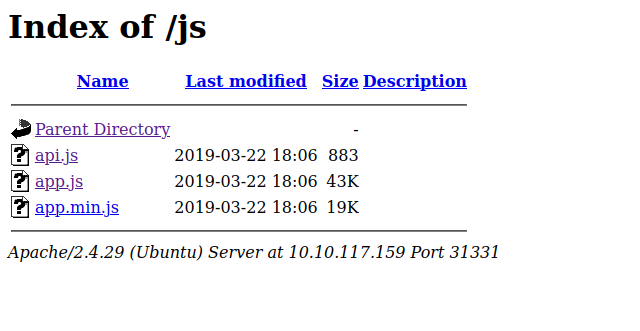 Index of /js
Name Last modified Size Description
Parent Directory -
api.js 2019-03-22 18:06 883
app.js 2019-03-22 18:06 43K
app.min.js 2019-03-22 18:06 19K
Apache/2.4.29 (Ubuntu) Server at 10.10.117.159 Port 31331